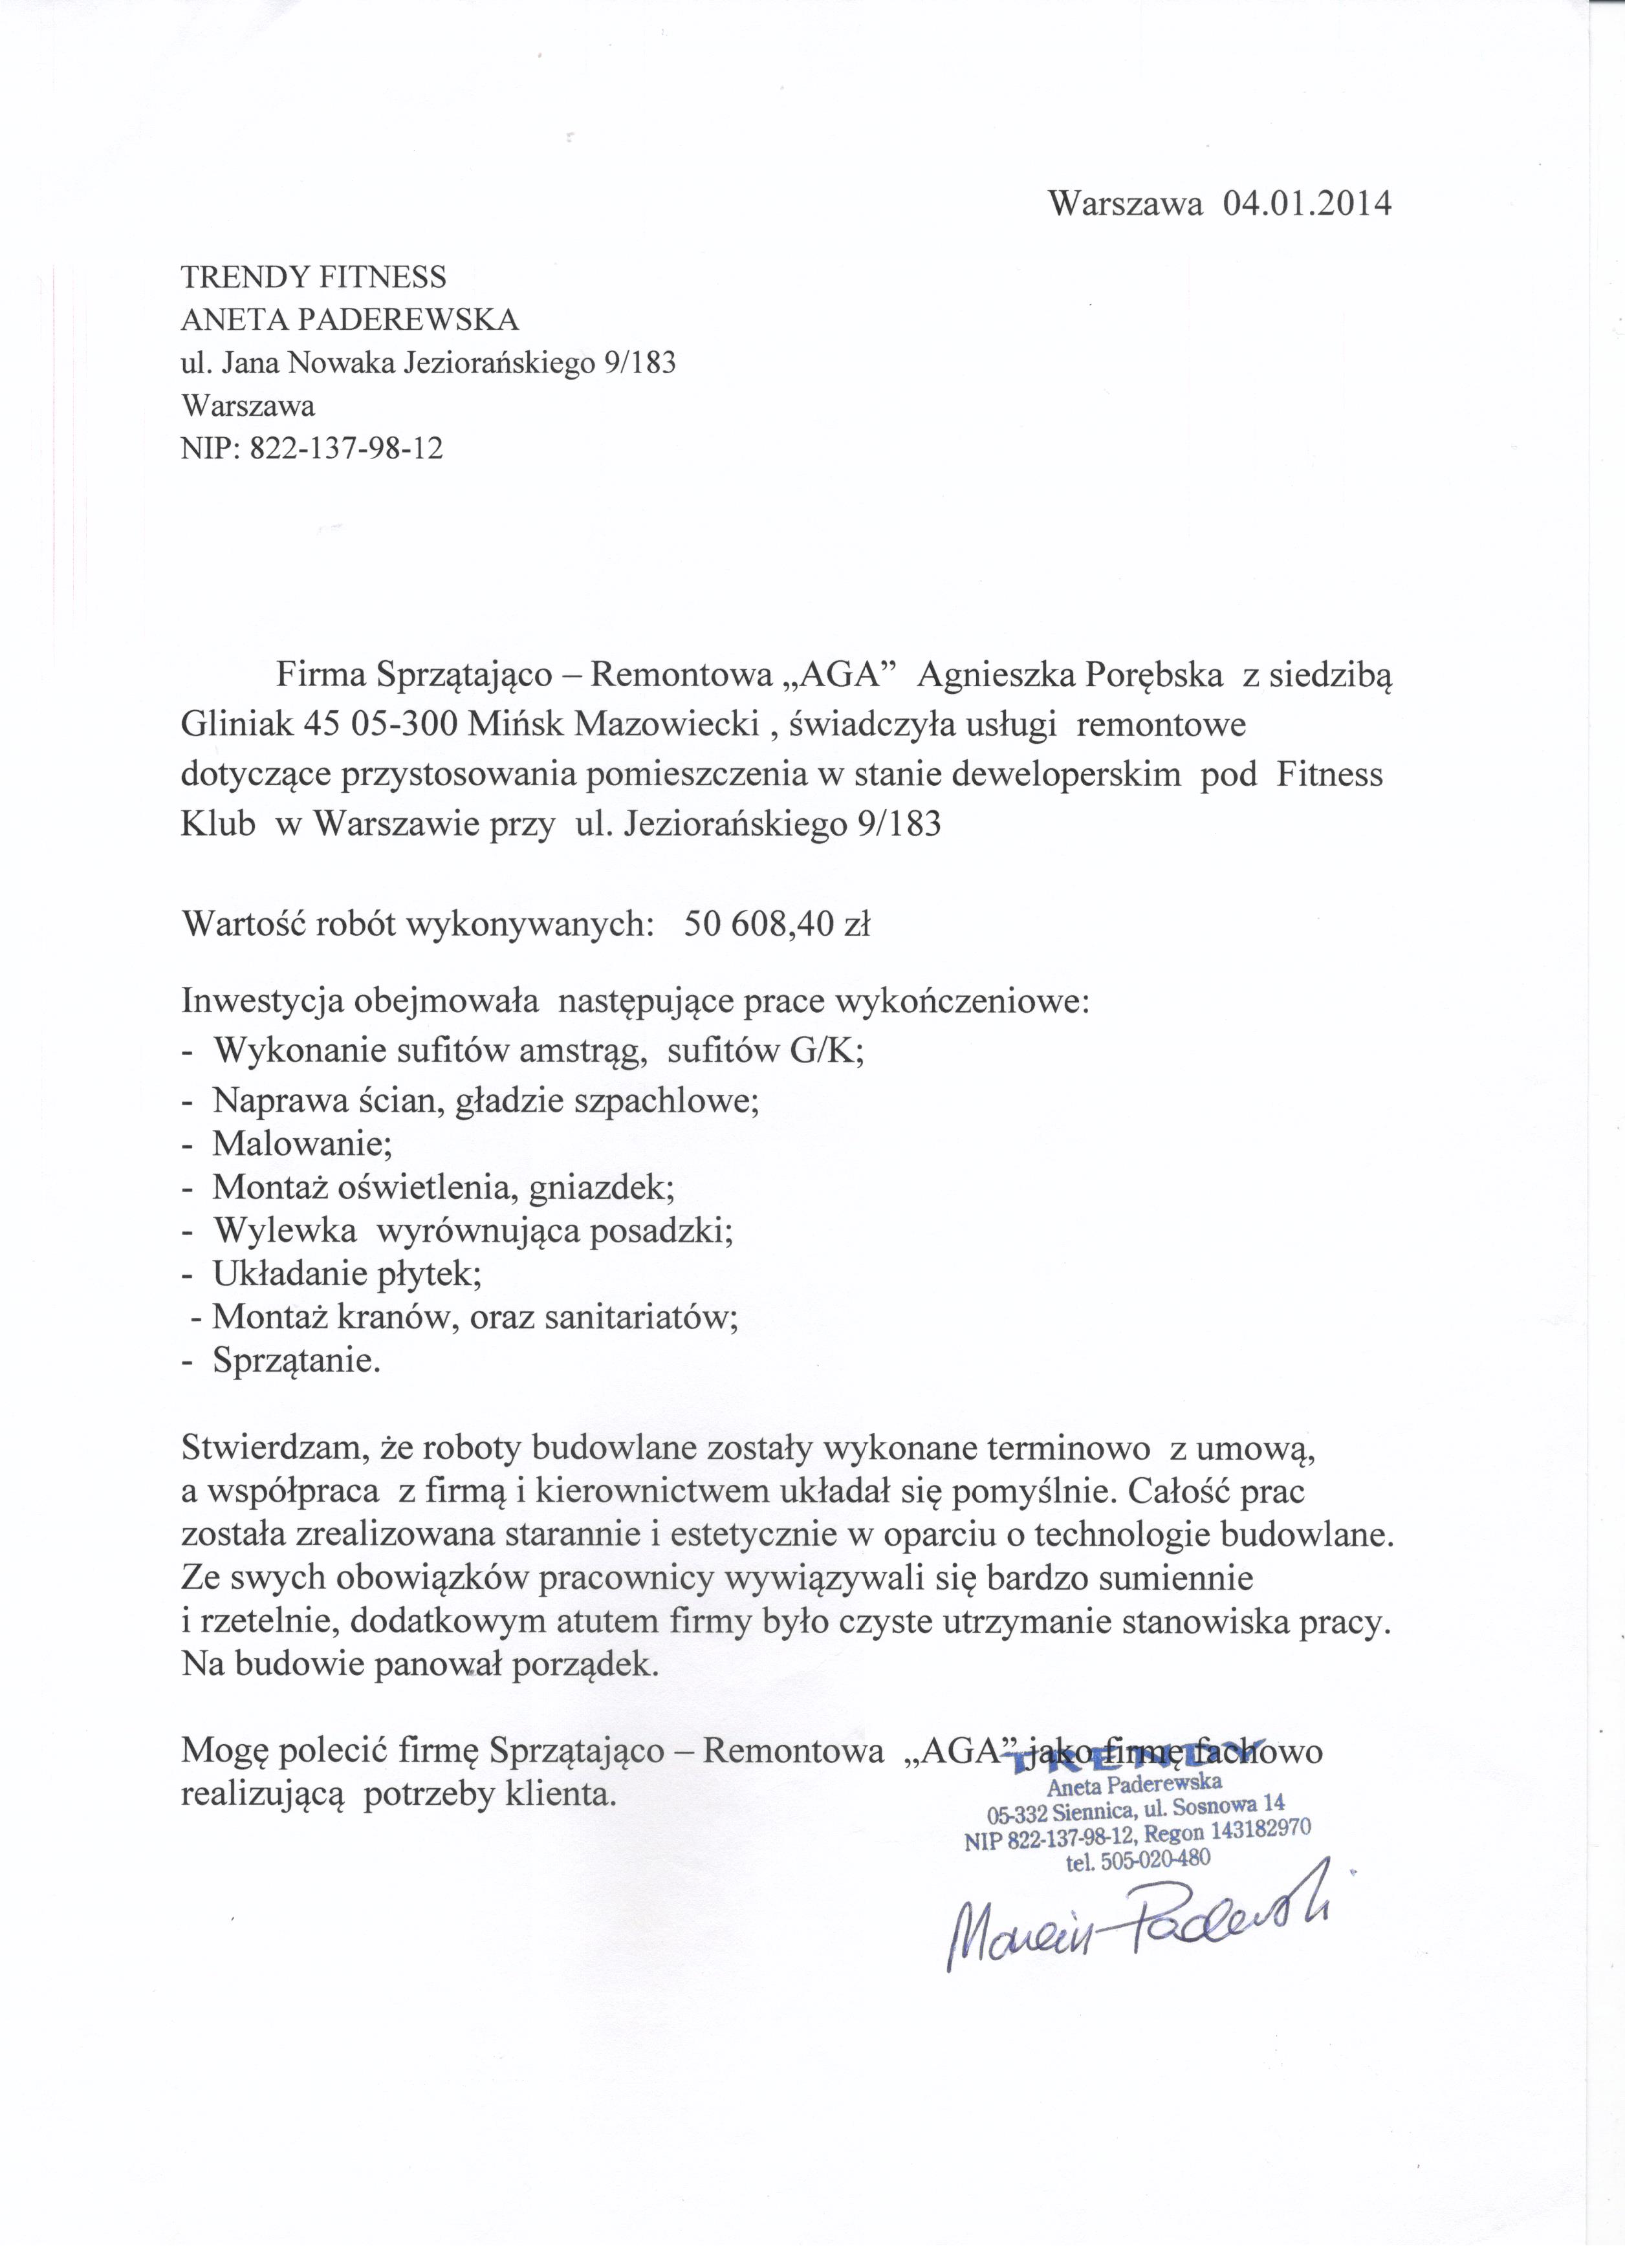 Warszawa 04.01.2014
TRENDY FITNESS
ANETA PADEREWSKA
ul. Jana Nowaka Jeziorańskiego 9/183
Warszawa
NIP: 822-137-98-12
Firma Sprzątająco – Remontowa „AGA” Agnieszka Porębska z siedzibą
Gliniak 45 05-300 Mińsk Mazowiecki , świadczyła usługi remontowe
dotyczące przystosowania pomieszczenia w stanie deweloperskim pod Fitness
Klub w Warszawie przy ul. Jeziorańskiego 9/183
Wartość robót wykonywanych: 50 608,40 zł
Inwestycja obejmowała następujące prace wykończeniowe:
- Wykonanie sufitów amstrąg, sufitów G/K;
- Naprawa ścian, gładzie szpachlowe;
- Malowanie;
- Montaż oświetlenia, gniazdek;
- Wylewka wyrównująca posadzki;
- Układanie płytek;
- Montaż kranów, oraz sanitariatów;
- Sprzątanie.
Stwierdzam, że roboty budowlane zostały wykonane terminowo z umową,
a współpraca z firmą i kierownictwem układał się pomyślnie. Całość prac
została zrealizowana starannie i estetycznie w oparciu o technologie budowlane.
Ze swych obowiązków pracownicy wywiązywali się bardzo sumiennie
i rzetelnie, dodatkowym atutem firmy było czyste utrzymanie stanowiska pracy.
Na budowie panował porządek.
Mogę polecić firmę Sprzątająco – Remontowa „AGA” jako firmę fachowo
realizującą potrzeby klienta.
TRENDY
Aneta Paderewska
05-332 Siennica, ul. Sosnowa 14
NIP 822-137-98-12, Regon 143182970
tel. 505-020-480
Marcin Paderewski